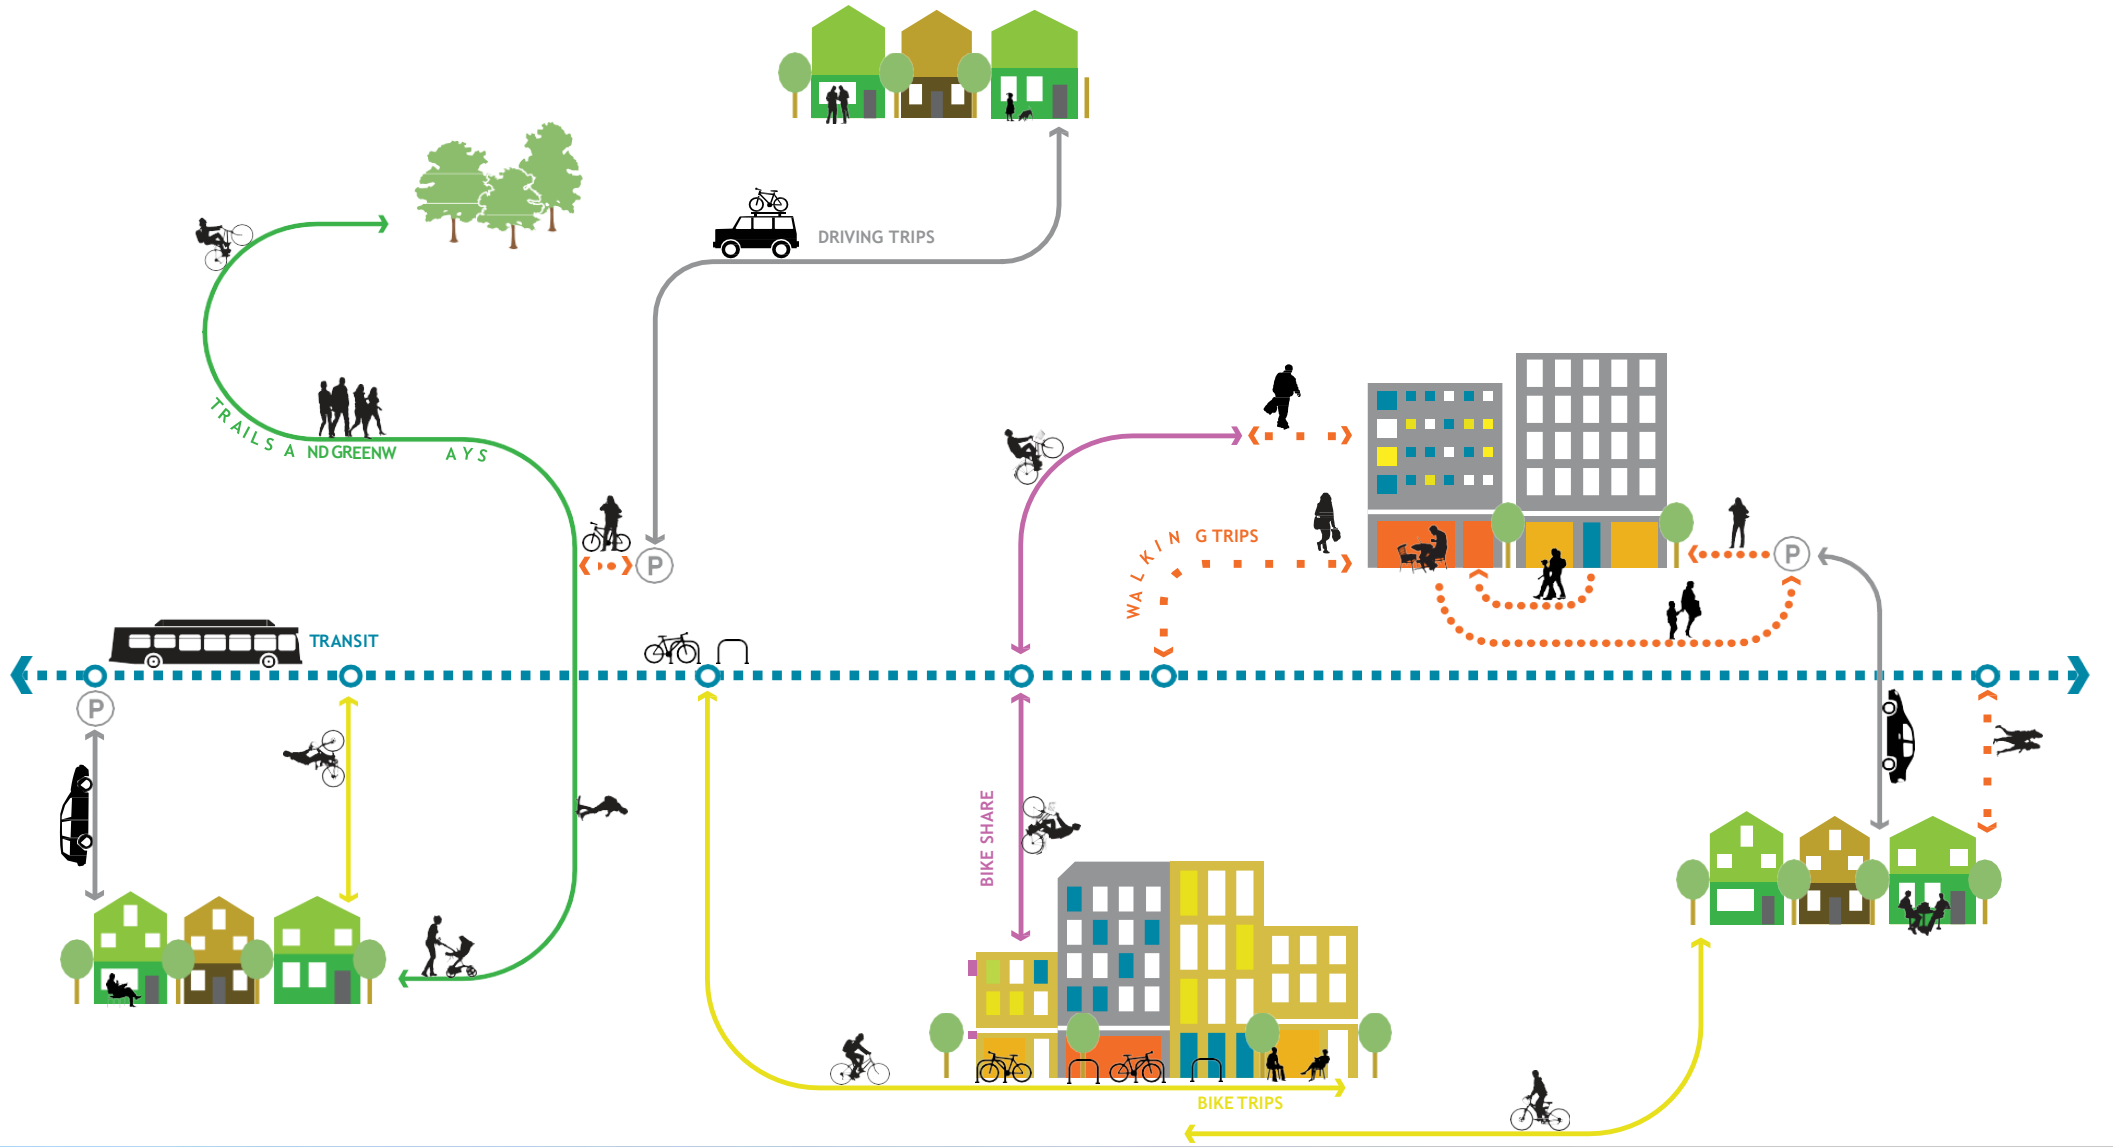 DRIVING TRIPS
TRAILS AND GREENWAYS
WALKING TRIPS
P
P
TRANSIT
P
BIKE SHARE
BIKE TRIPS